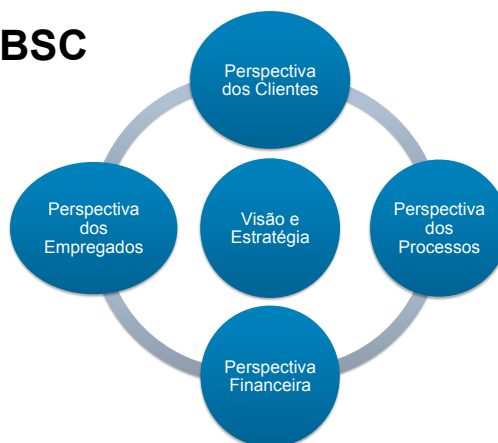 BSC
Perspectiva
dos Clientes
Perspectiva
dos
Empregados
Visão e
Estratégia
Perspectiva
dos
Processos
Perspectiva
Financeira